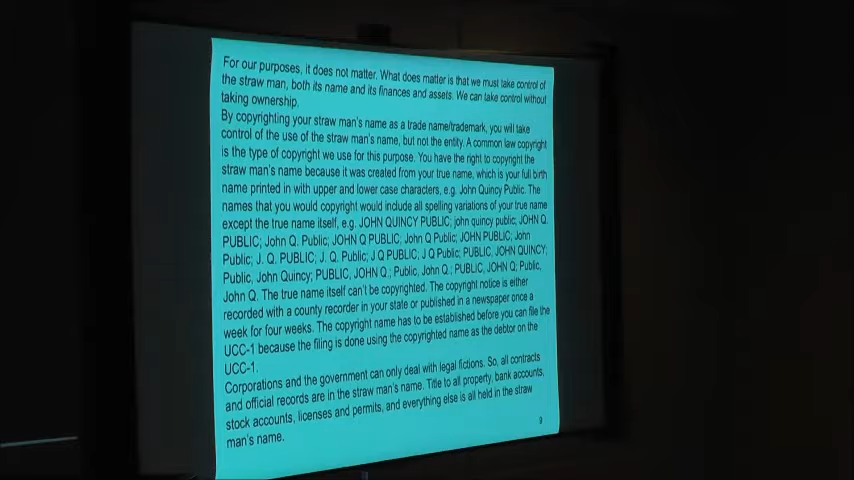 For our purposes, it does not matter. What does matter is that we must take control of
the straw man, both its name and its finances and assets. We can take control without
taking ownership.
By copyrighting your straw man's name as a trade name/trademark, you will take
control of the use of the straw man's name, but not the entity. A common law copyright
is the type of copyright we use for this purpose. You have the right to copyright the
straw man's name because it was created from your true name, which is your full birth
name printed in with upper and lower case characters, e.g. John Quincy Public. The
names that you would copyright would include all spelling variations of your true name
except the true name itself, e.g. JOHN QUINCY PUBLIC; john quincy public; JOHN Q.
PUBLIC; John Q. Public; JOHN Q PUBLIC, John Q Public; JOHN PUBLIC; John
Public; J. Q. PUBLIC; J. Q. Public; J Q PUBLIC; J Q Public; PUBLIC, JOHN QUINCY;
Public, John Quincy; PUBLIC, JOHN Q.; Public, John Q.; PUBLIC, JOHN Q; Public,
John Q. The true name itself can't be copyrighted. The copyright notice is either
recorded with a county recorder in your state or published in a newspaper once a
week for four weeks. The copyright name has to be established before you can file the
UCC-1 because the filing is done using the copyrighted name as the debtor on the
UCC-1.
Corporations and the government can only deal with legal fictions. So, all contracts
and official records are in the straw man's name. Title to all property, bank accounts,
stock accounts, licenses and permits, and everything else is all held in the straw
man's name.
9